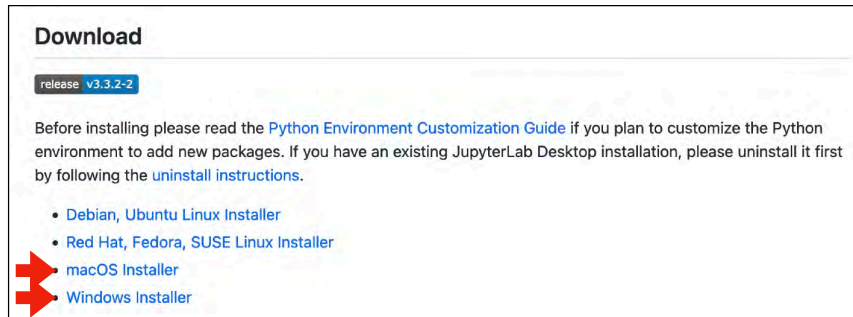 Download
release v3.3.2-2
Before installing please read the Python Environment Customization Guide if you plan to customize the Python
environment to add new packages. If you have an existing JupyterLab Desktop installation, please uninstall it first
by following the uninstall instructions.
• Debian, Ubuntu Linux Installer
• Red Hat, Fedora, SUSE Linux Installer
• macOS Installer
• Windows Installer